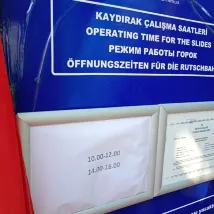 KAYDIRAK ÇALIŞMA SAATLERİ
OPERATING TIME FOR THE SLIDES
РЕЖИМ РАБОТЫ ГОРОК
ÖFFNUNGSZEITEN FÜR DIE RUTSCHBAH
10.00-12.00
14.00-16.00